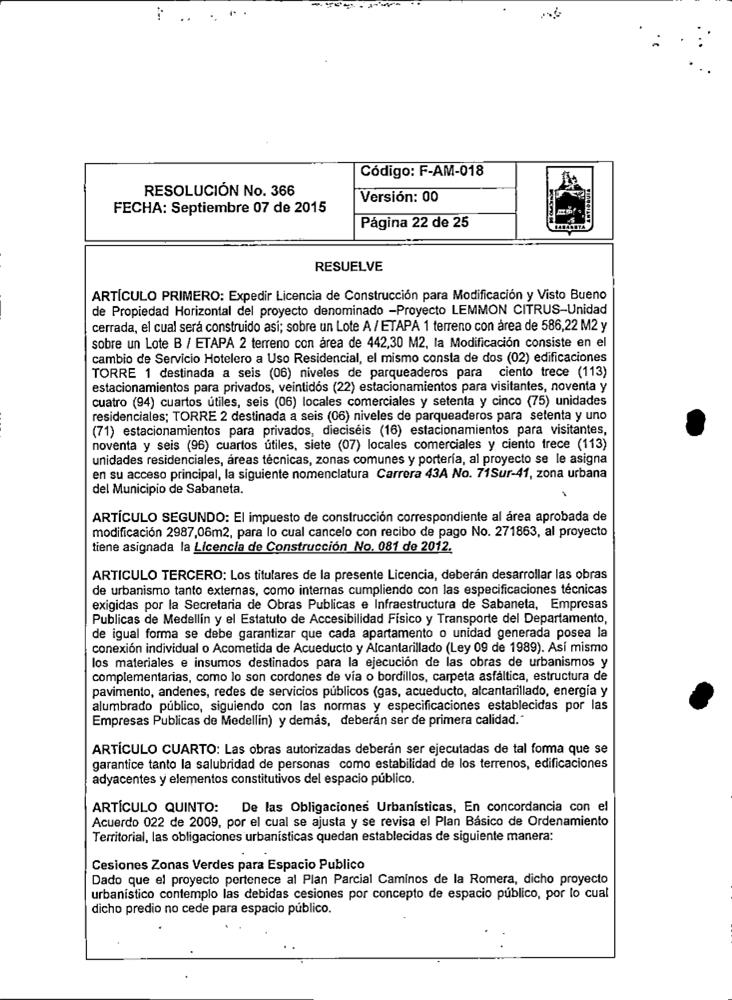 RESOLUCIÓN No. 366
FECHA: Septiembre 07 de 2015
Código: F-AM-018
Versión: 00
Página 22 de 25
SABANETA
ANTIOQUIA
RESUELVE
ARTÍCULO PRIMERO: Expedir Licencia de Construcción para Modificación y Visto Bueno
de Propiedad Horizontal del proyecto denominado –Proyecto LEMMON CITRUS–Unidad
cerrada, el cual será construido así; sobre un Lote A / ETAPA 1 terreno con área de 586,22 M2 y
sobre un Lote B / ETAPA 2 terreno con área de 442,30 M2, la Modificación consiste en el
cambio de Servicio Hotelero a Uso Residencial, el mismo consta de dos (02) edificaciones
TORRE 1 destinada a seis (06) niveles de parqueaderos para ciento trece (113)
estacionamientos para privados, veintidós (22) estacionamientos para visitantes, noventa y
cuatro (94) cuartos útiles, seis (06) locales comerciales y setenta y cinco (75) unidades
residenciales; TORRE 2 destinada a seis (06) niveles de parqueaderos para setenta y uno
(71) estacionamientos para privados, dieciséis (16) estacionamientos para visitantes,
noventa y seis (96) cuartos útiles, siete (07) locales comerciales y ciento trece (113)
unidades residenciales, áreas técnicas, zonas comunes y portería, al proyecto se le asigna
en su acceso principal, la siguiente nomenclatura Carrera 43A No. 71Sur-41, zona urbana
del Municipio de Sabaneta.
ARTÍCULO SEGUNDO: El impuesto de construcción correspondiente al área aprobada de
modificación 2987,06m2, para lo cual cancelo con recibo de pago No. 271863, al proyecto
tiene asignada la Licencia de Construcción No. 081 de 2012.
ARTICULO TERCERO: Los titulares de la presente Licencia, deberán desarrollar las obras
de urbanismo tanto externas, como internas cumpliendo con las especificaciones técnicas
exigidas por la Secretaria de Obras Publicas e Infraestructura de Sabaneta, Empresas
Publicas de Medellín y el Estatuto de Accesibilidad Físico y Transporte del Departamento,
de igual forma se debe garantizar que cada apartamento o unidad generada posea la
conexión individual o Acometida de Acueducto y Alcantarillado (Ley 09 de 1989). Así mismo
los materiales e insumos destinados para la ejecución de las obras de urbanismos y
complementarias, como lo son cordones de vía o bordillos, carpeta asfáltica, estructura de
pavimento, andenes, redes de servicios públicos (gas, acueducto, alcantarillado, energía y
alumbrado público, siguiendo con las normas y especificaciones establecidas por las
Empresas Publicas de Medellín) y demás, deberán ser de primera calidad.
ARTÍCULO CUARTO: Las obras autorizadas deberán ser ejecutadas de tal forma que se
garantice tanto la salubridad de personas como estabilidad de los terrenos, edificaciones
adyacentes y elementos constitutivos del espacio público.
ARTÍCULO QUINTO: De las Obligaciones Urbanísticas, En concordancia con el
Acuerdo 022 de 2009, por el cual se ajusta y se revisa el Plan Básico de Ordenamiento
Territorial, las obligaciones urbanísticas quedan establecidas de siguiente manera:
Cesiones Zonas Verdes para Espacio Publico
Dado que el proyecto pertenece al Plan Parcial Caminos de la Romera, dicho proyecto
urbanístico contemplo las debidas cesiones por concepto de espacio público, por lo cual
dicho predio no cede para espacio público.